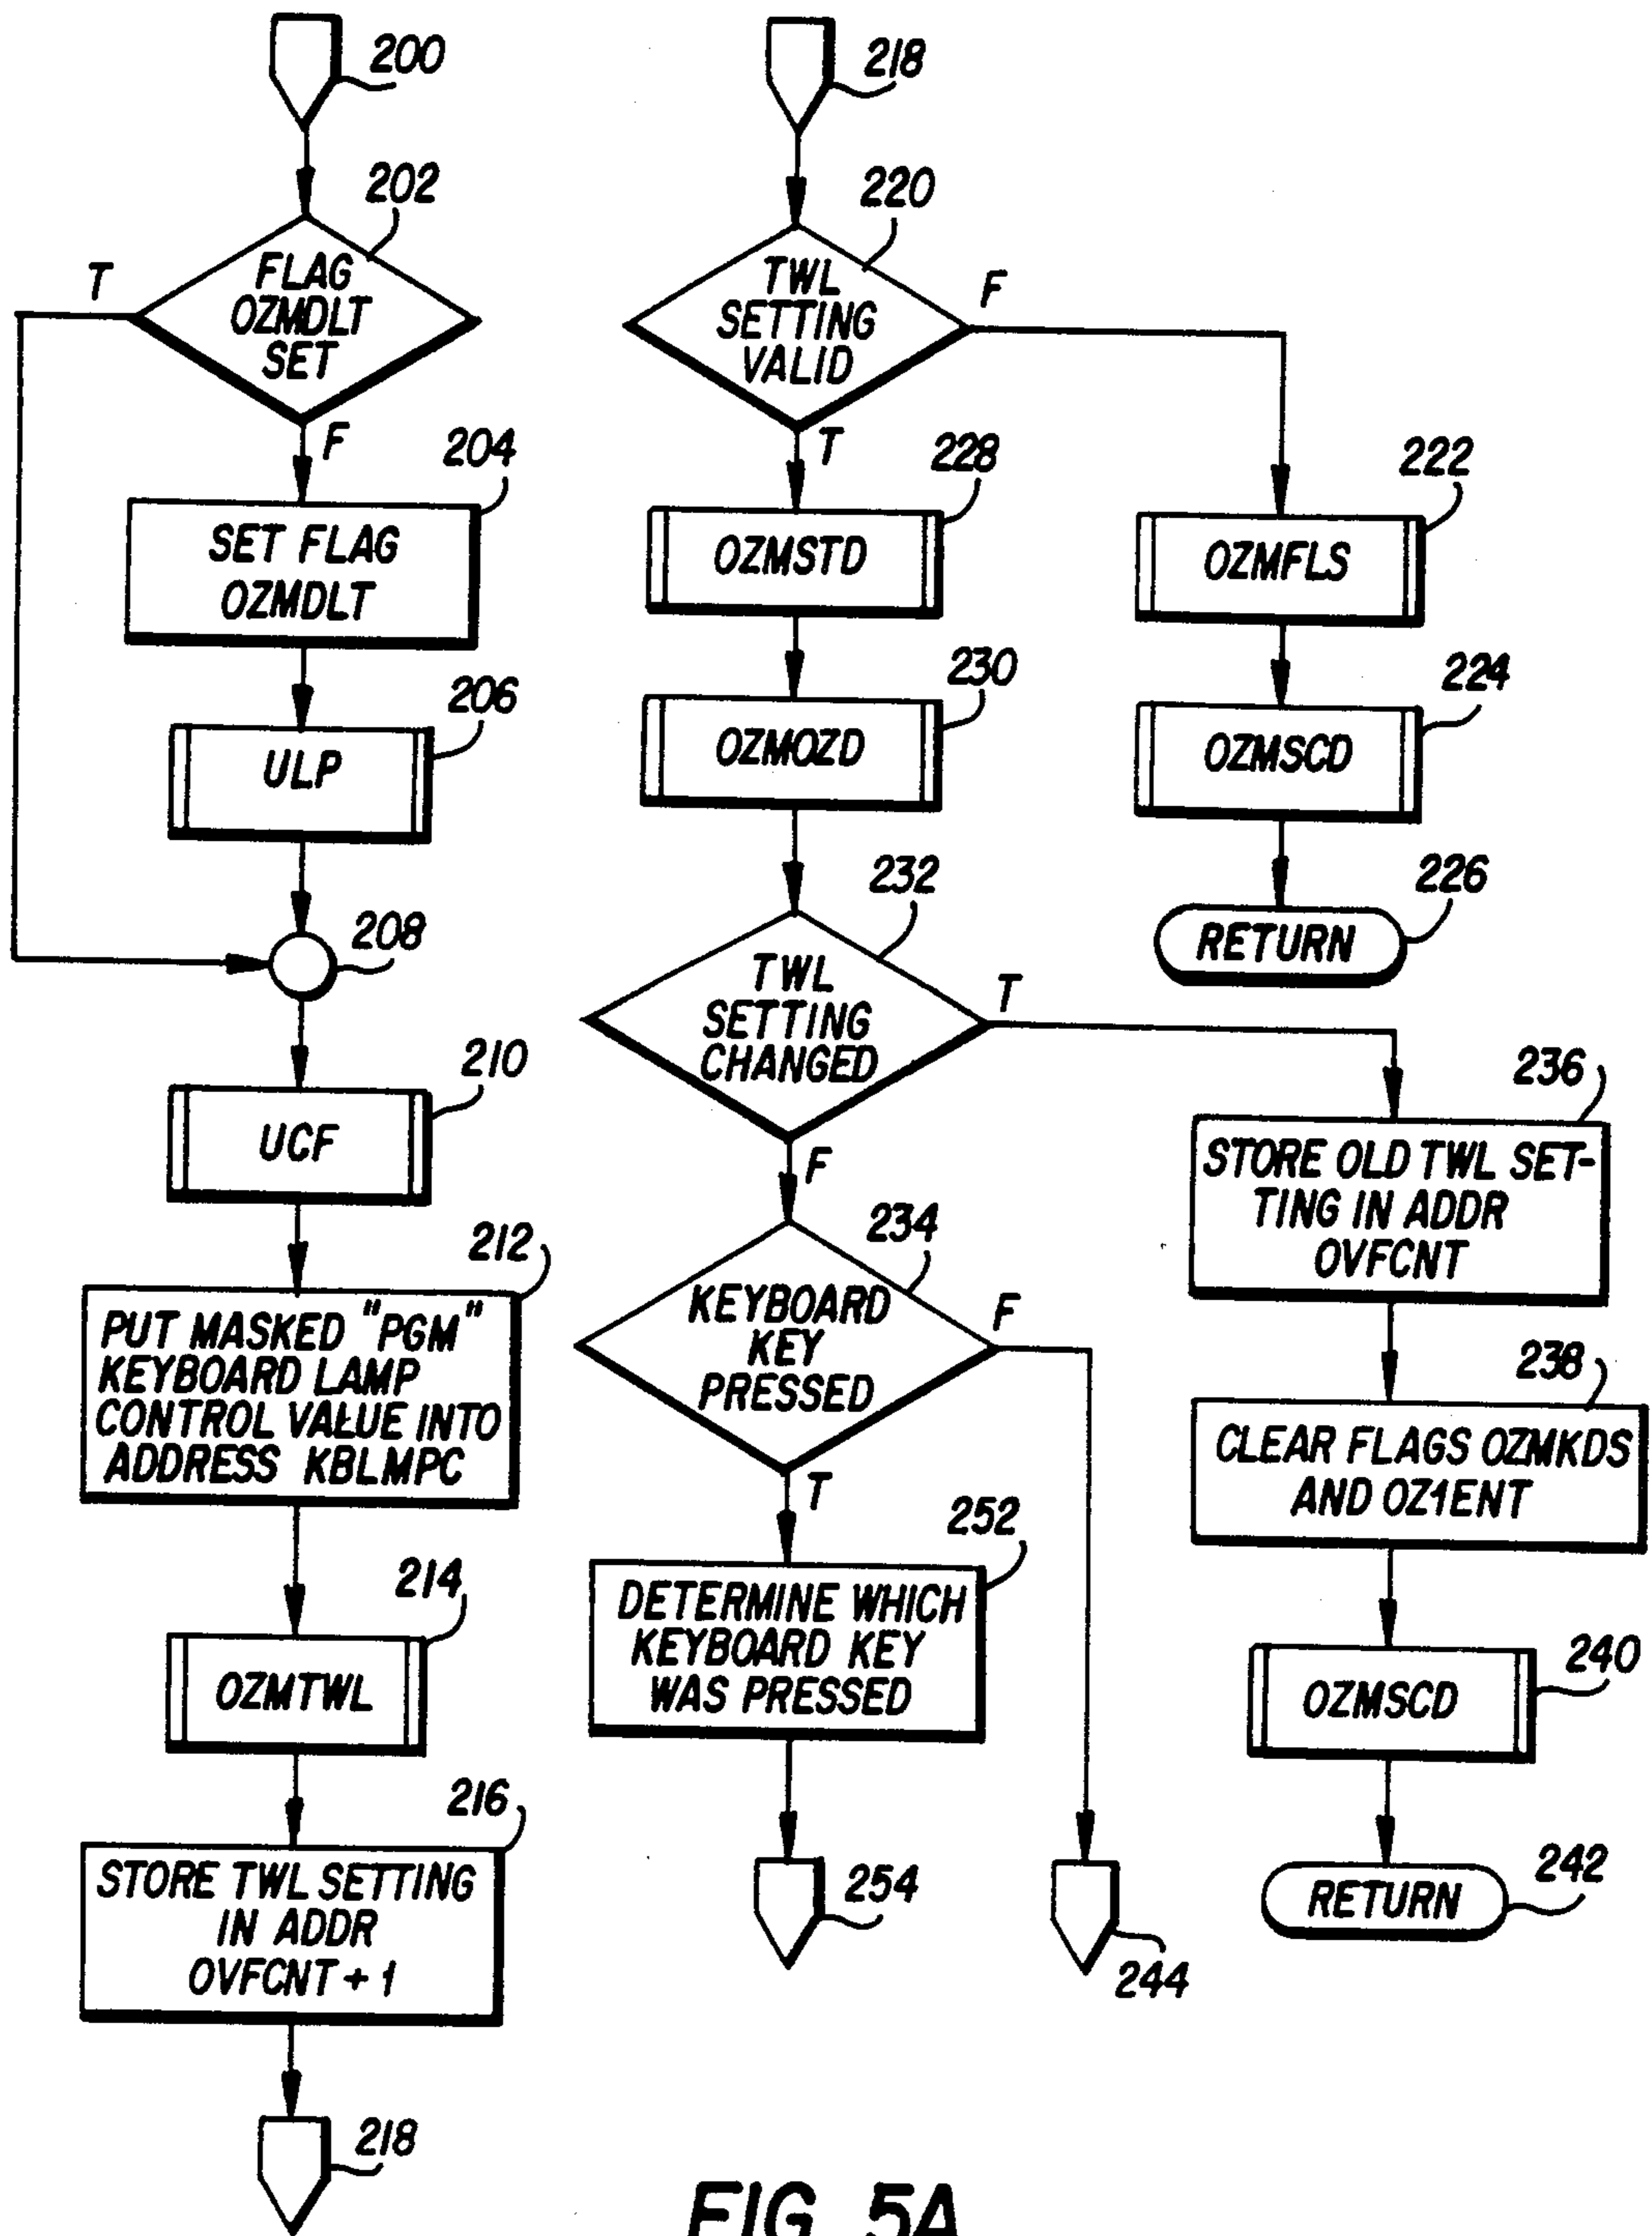 200
202
T
FLAG
OZMDLT
SET
F
204
SET FLAG
OZMDLT
206
ULP
208
210
UCF
212
PUT MASKED "PGM"
KEYBOARD LAMP
CONTROL VALUE INTO
ADDRESS KBLMPC
214
OZMTWL
216
STORE TWL SETTING
IN ADDR
OVFCNT + 1
218
218
220
TWL
SETTING
VALID
F
T
228
OZMSTD
222
OZMFLS
230
OZMOZD
224
OZMSCD
226
RETURN
232
TWL
SETTING
CHANGED
T
F
236
STORE OLD TWL SET-
TING IN ADDR
OVFCNT
234
KEYBOARD
KEY
PRESSED
F
T
238
CLEAR FLAGS OZMKDS
AND OZ1ENT
252
DETERMINE WHICH
KEYBOARD KEY
WAS PRESSED
240
OZMSCD
254
244
242
RETURN
FIG. 5A